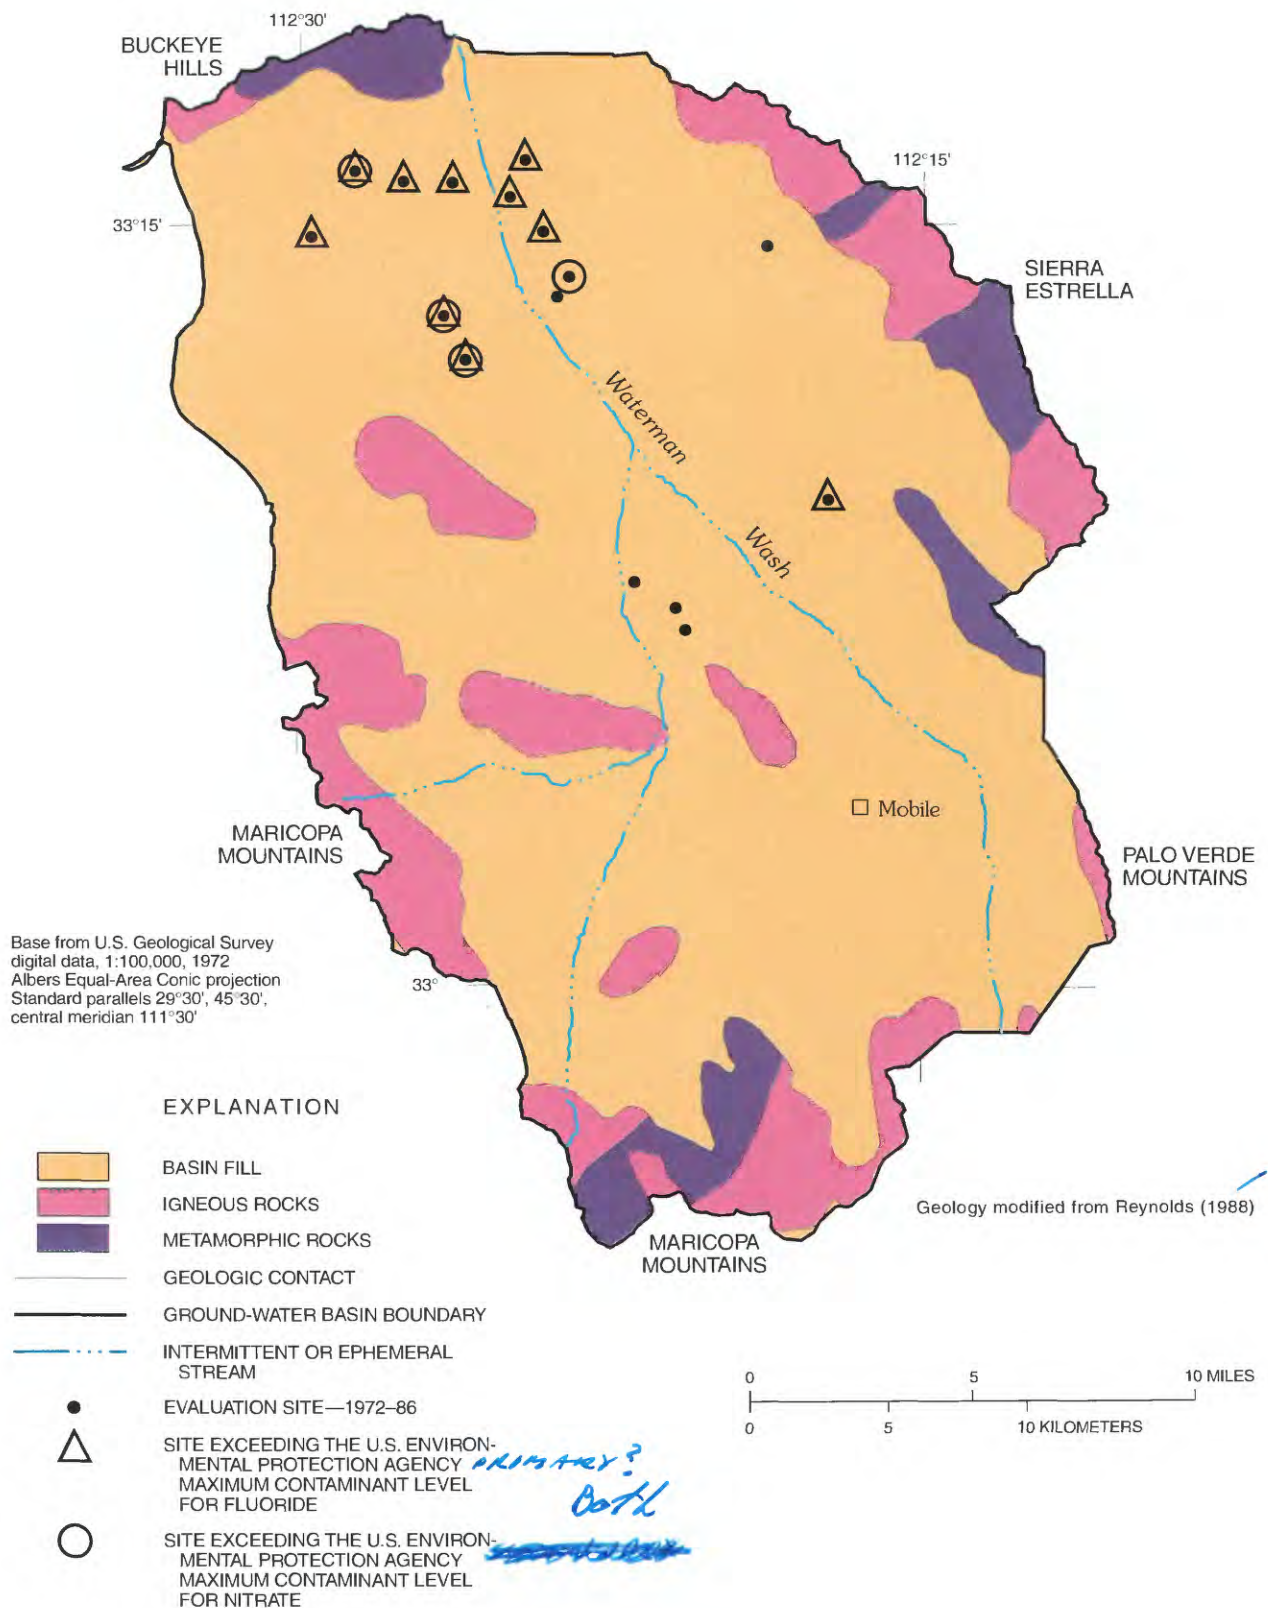 112°30'
BUCKEYE
HILLS
112°15'
33°15'
SIERRA
ESTRELLA
Waterman
Wash
Mobile
MARICOPA
MOUNTAINS
PALO VERDE
MOUNTAINS
Base from U.S. Geological Survey
digital data, 1:100,000, 1972
Albers Equal-Area Conic projection
Standard parallels 29°30', 45°30',
central meridian 111°30'
33°
EXPLANATION
BASIN FILL
IGNEOUS ROCKS
METAMORPHIC ROCKS
GEOLOGIC CONTACT
GROUND-WATER BASIN BOUNDARY
INTERMITTENT OR EPHEMERAL
STREAM
EVALUATION SITE—1972–86
SITE EXCEEDING THE U.S. ENVIRON-
MENTAL PROTECTION AGENCY PRIMARY?
MAXIMUM CONTAMINANT LEVEL
FOR FLUORIDE Both
SITE EXCEEDING THE U.S. ENVIRON-
MENTAL PROTECTION AGENCY
MAXIMUM CONTAMINANT LEVEL
FOR NITRATE
Geology modified from Reynolds (1988)
MARICOPA
MOUNTAINS
0 5 10 MILES
0 5 10 KILOMETERS